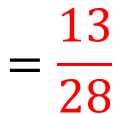 = 13/28